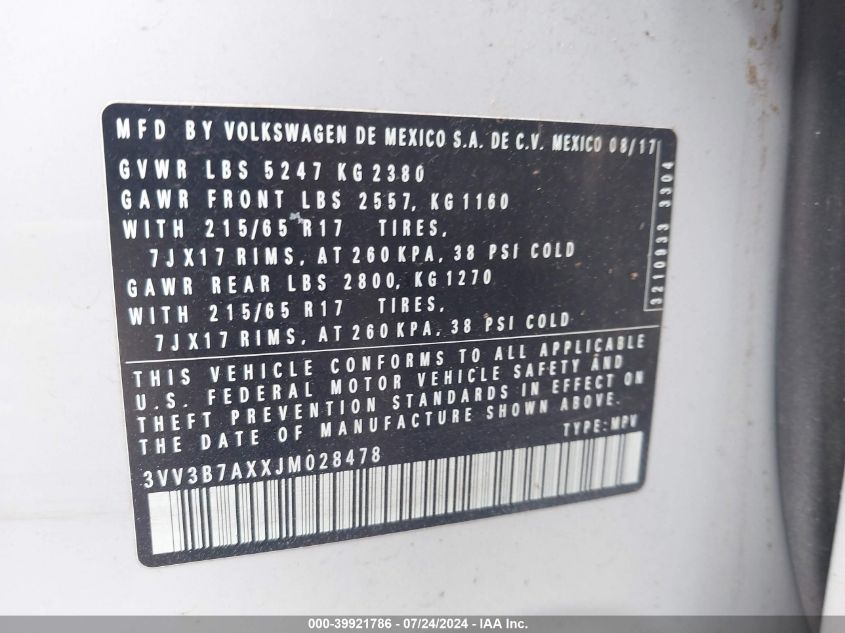 MFD BY VOLKSWAGEN DE MEXICO S.A. DE C.V. MEXICO 08/17
GVWR LBS 5247 KG 2380
GAWR FRONT LBS 2557, KG 1160
WITH 215/65 R17 TIRES,
7JX17 RIMS, AT 260 KPA, 38 PSI COLD
GAWR REAR LBS 2800, KG 1270
WITH 215/65 R17 TIRES,
7JX17 RIMS, AT 260 KPA, 38 PSI COLD
3210933 3304
THIS VEHICLE CONFORMS TO ALL APPLICABLE
U.S. FEDERAL MOTOR VEHICLE SAFETY AND
THEFT PREVENTION STANDARDS IN EFFECT ON
THE DATE OF MANUFACTURE SHOWN ABOVE.
3VV3B7AXXJM028478 TYPE: MPV
000-39921786 / 07/24/2024 - IAA Inc.